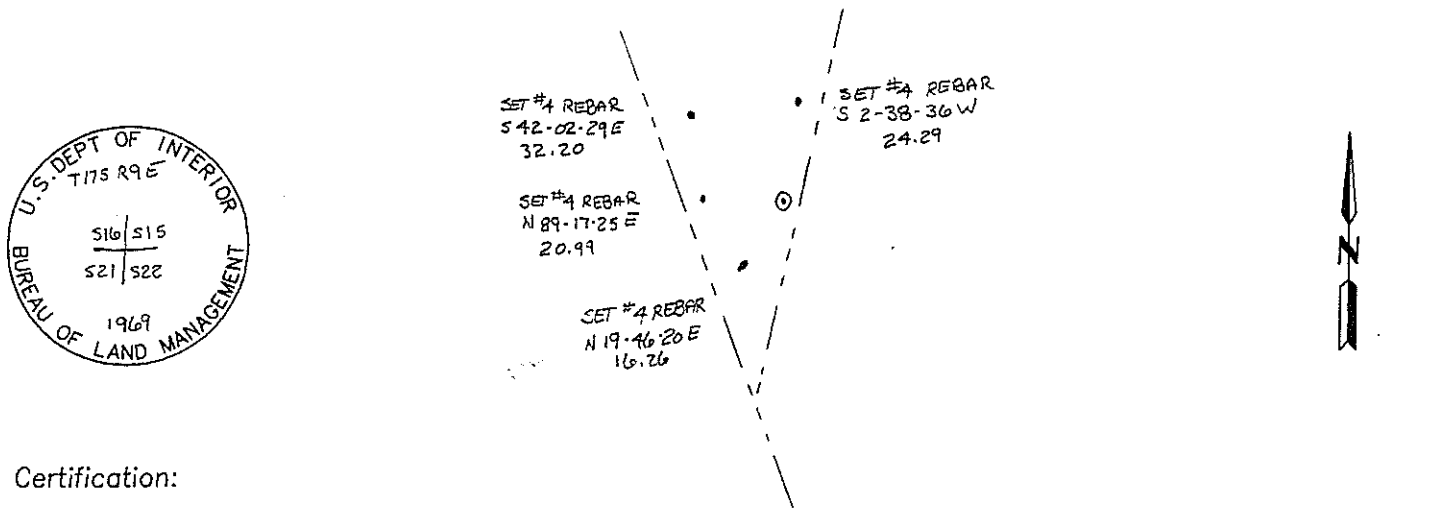 U.S. DEPT OF INTERIOR
T17S R9E
S16 S15
S21 S22
1969
BUREAU OF LAND MANAGEMENT
SET #4 REBAR
S 42-02-29 E
32.20
SET #4 REBAR
S 2-38-36 W
24.29
SET #4 REBAR
N 89-17-25 E
20.99
SET #4 REBAR
N 19-46-20 E
16.26
N
Certification: